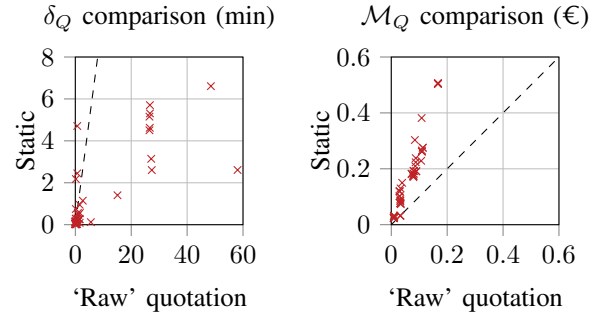 δ_Q comparison (min)
8
6
4
2
0
Static
0 20 40 60
'Raw' quotation
ℳ_Q comparison (€)
0.6
0.4
0.2
0
Static
0 0.2 0.4 0.6
'Raw' quotation